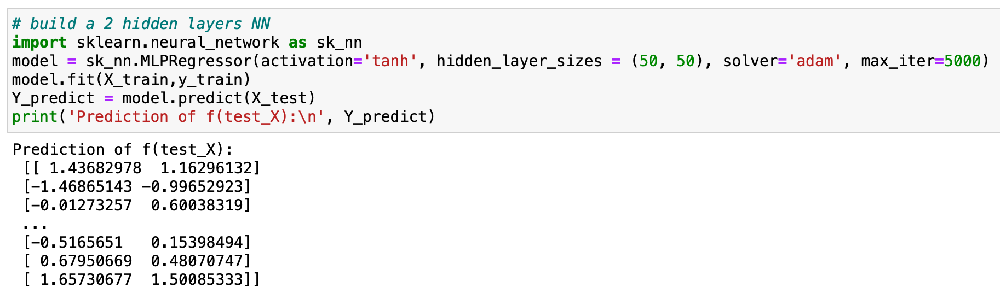 # build a 2 hidden layers NN
import sklearn.neural_network as sk_nn
model = sk_nn.MLPRegressor(activation='tanh', hidden_layer_sizes = (50, 50), solver='adam', max_iter=5000)
model.fit(X_train,y_train)
Y_predict = model.predict(X_test)
print('Prediction of f(test_X):\n', Y_predict)
Prediction of f(test_X):
 [[ 1.43682978  1.16296132]
 [-1.46865143 -0.99652923]
 [-0.01273257  0.60038319]
 ...
 [-0.5165651   0.15398494]
 [ 0.67950669  0.48070747]
 [ 1.65730677  1.50085333]]